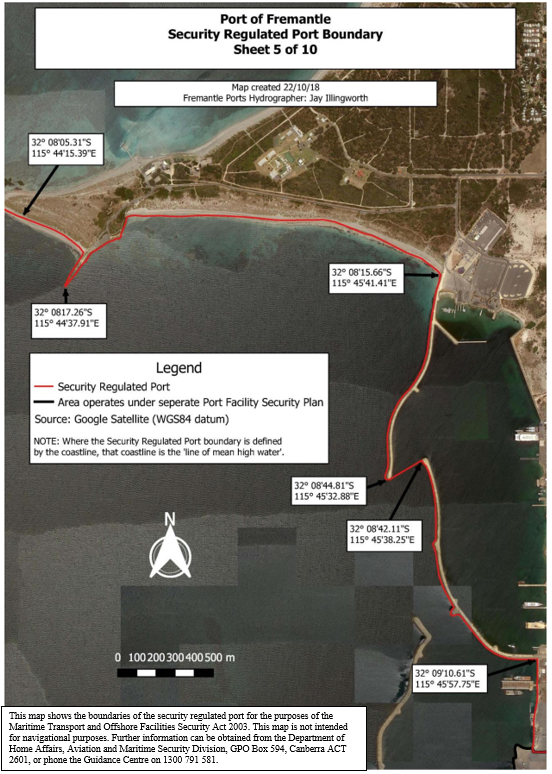 Port of Fremantle
Security Regulated Port Boundary
Sheet 5 of 10
Map created 22/10/18
Fremantle Ports Hydrographer: Jay Illingworth
32° 08'05.31"S
115° 44'15.39"E
32° 08'15.66"S
115° 45'41.41"E
32° 0817.26"S
115° 44'37.91"E
Legend
Security Regulated Port
Area operates under seperate Port Facility Security Plan
Source: Google Satellite (WGS84 datum)
NOTE: Where the Security Regulated Port boundary is defined
by the coastline, that coastline is the 'line of mean high water'.
32° 08'44.81"S
115° 45'32.88"E
32° 08'42.11"S
115° 45'38.25"E
N
0 100 200 300 400 500 m
32° 09'10.61"S
115° 45'57.75"E
This map shows the boundaries of the security regulated port for the purposes of the
Maritime Transport and Offshore Facilities Security Act 2003. This map is not intended
for navigational purposes. Further information can be obtained from the Department of
Home Affairs, Aviation and Maritime Security Division, GPO Box 594, Canberra ACT
2601, or phone the Guidance Centre on 1300 791 581.